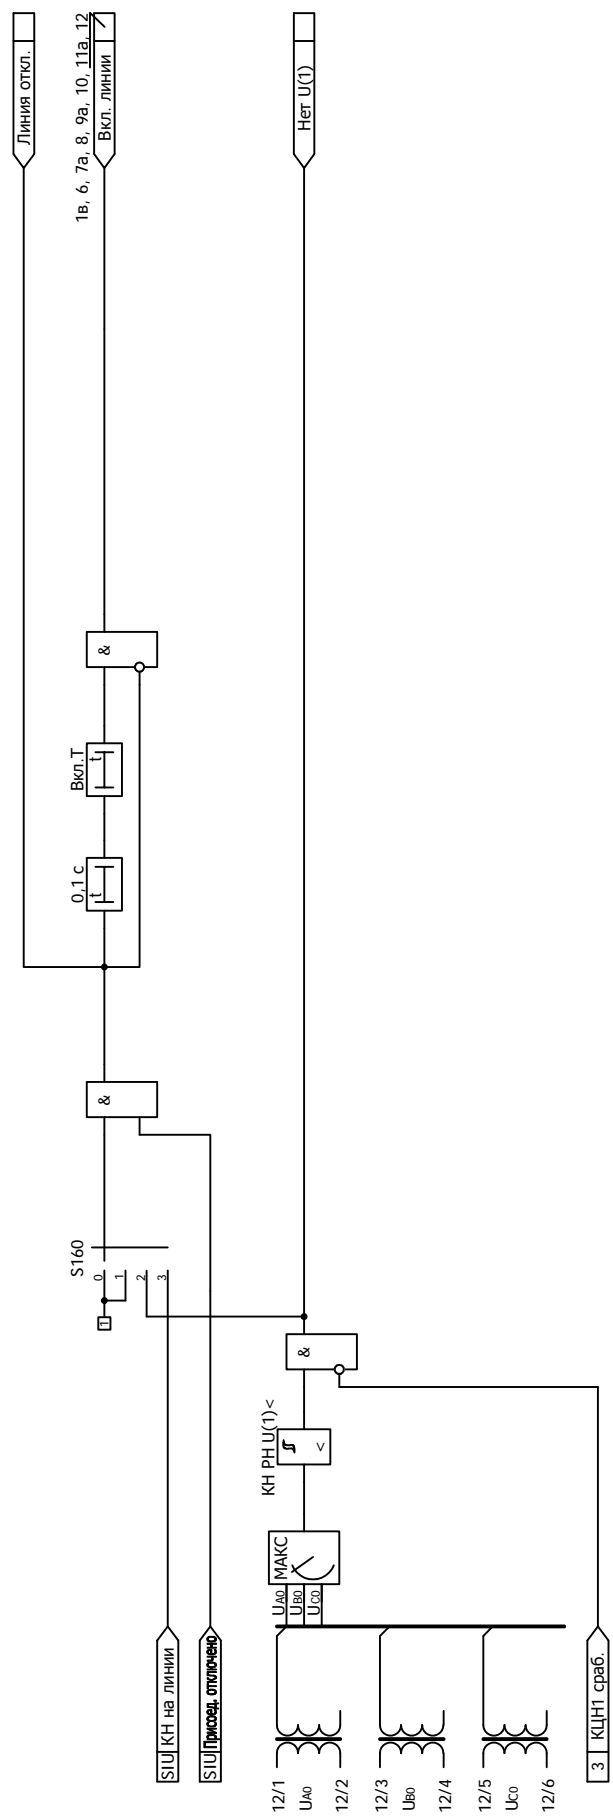 Линия откл.
1в, 6, 7а, 8, 9а, 10, 11а, 12
Вкл. линии
Нет U(1)
&
Вкл.Т
t
0,1 с
t
&
S160
0
1
2
3
1
&
КН РН U(1)<
<
МАКС
UA0
UB0
UC0
SIU КН на линии
SIU Присоед. отключено
12/1
UA0
12/2
12/3
UB0
12/4
12/5
UC0
12/6
3 КЦН1 сраб.